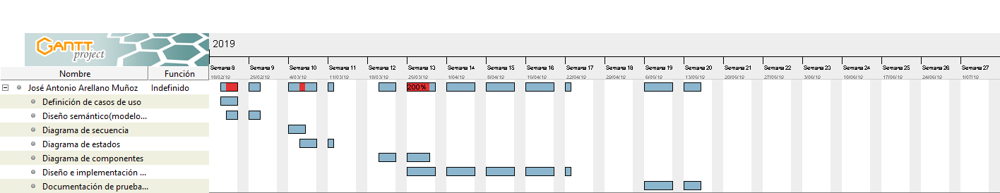 GANTT
project
2019
Nombre Función
Semana 8 Semana 9 Semana 10 Semana 11 Semana 12 Semana 13 Semana 14 Semana 15 Semana 16 Semana 17 Semana 18 Semana 19 Semana 20 Semana 21 Semana 22 Semana 23 Semana 24 Semana 25 Semana 26 Semana 27
18/02/19 25/02/19 4/03/19 11/03/19 18/03/19 25/03/19 1/04/19 8/04/19 15/04/19 22/04/19 29/04/19 6/05/19 13/05/19 20/05/19 27/05/19 3/06/19 10/06/19 17/06/19 24/06/19 1/07/19
José Antonio Arellano Muñoz Indefinido 200%
Definición de casos de uso
Diseño semántico(modelo...
Diagrama de secuencia
Diagrama de estados
Diagrama de componentes
Diseño e implementación ...
Documentación de prueba...